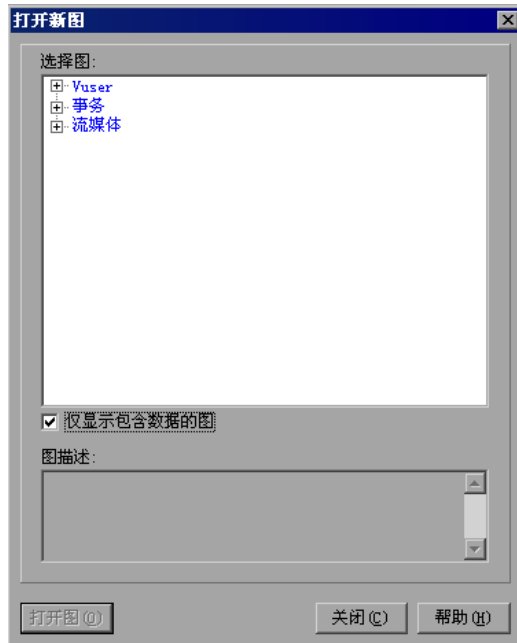 打开新图
选择图:
Vuser
事务
流媒体
仅显示包含数据的图
图描述:
打开图(O) 关闭(C) 帮助(H)